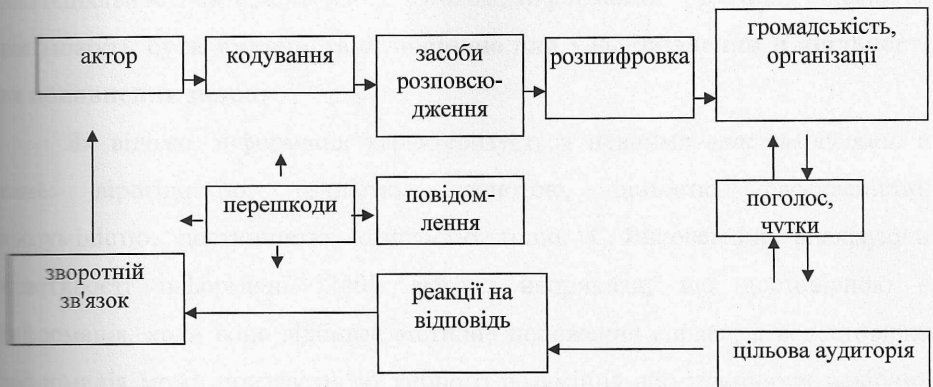 актор
кодування
засоби
розповсю-
дження
розшифровка
громадськість,
організації
перешкоди
повідом-
лення
поголос,
чутки
зворотній
зв'язок
реакції на
відповідь
цільова аудиторія